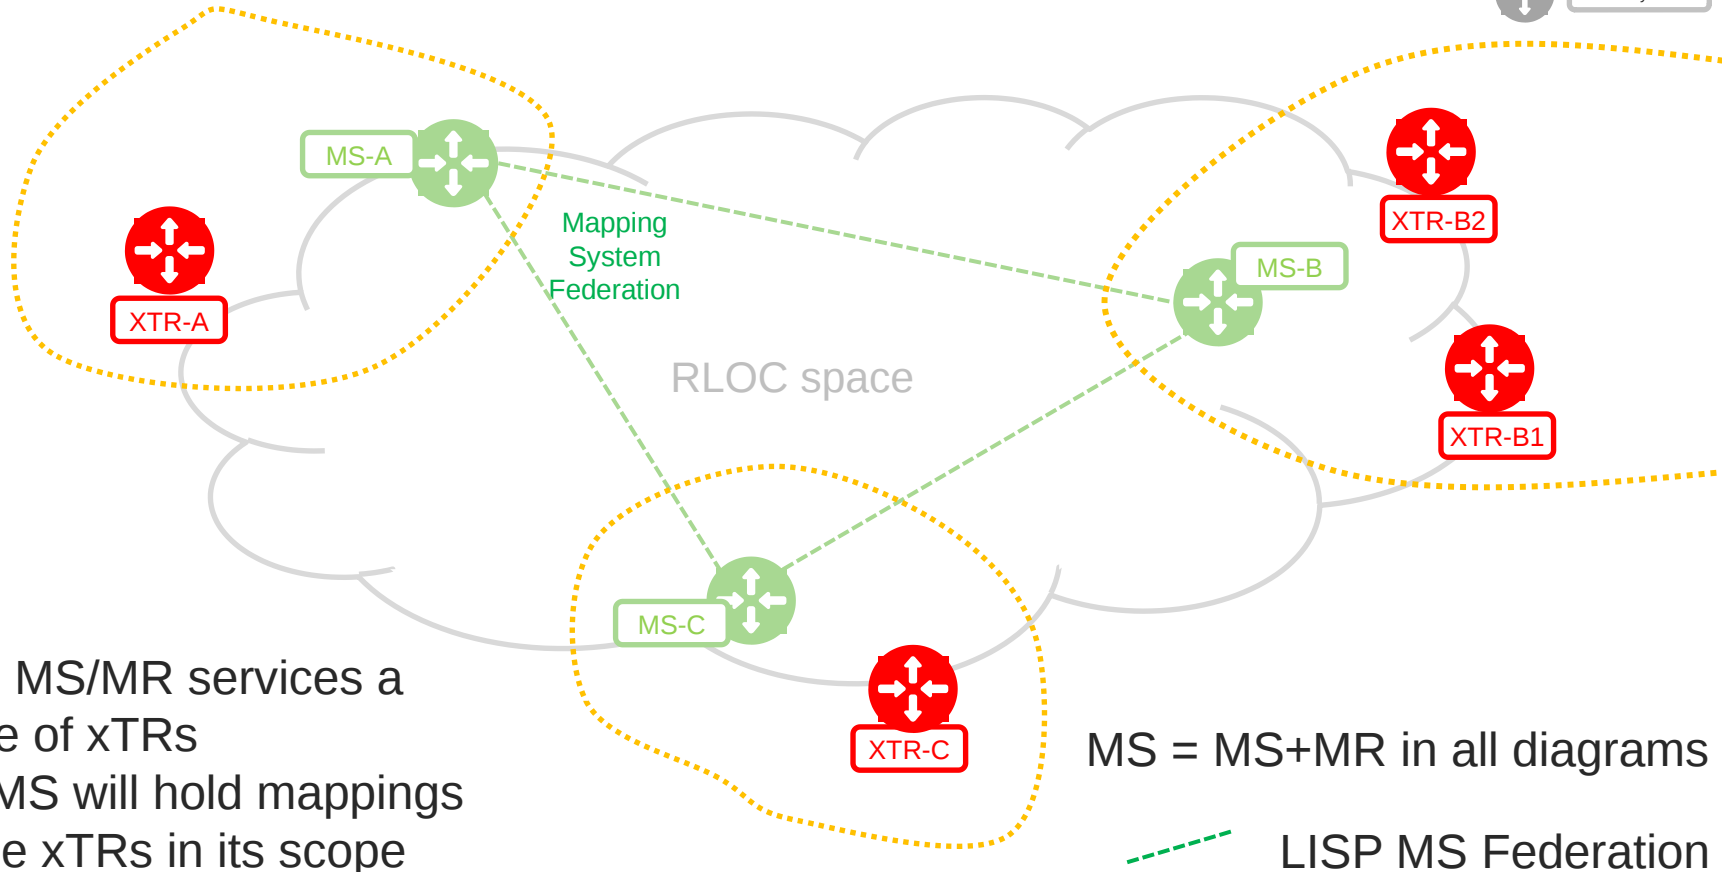 MS-A
XTR-B2
Mapping
System
Federation
MS-B
XTR-A
RLOC space
XTR-B1
MS-C
MS/MR services a
of xTRs
MS will hold mappings
xTRs in its scope
XTR-C
MS = MS+MR in all diagrams
LISP MS Federation